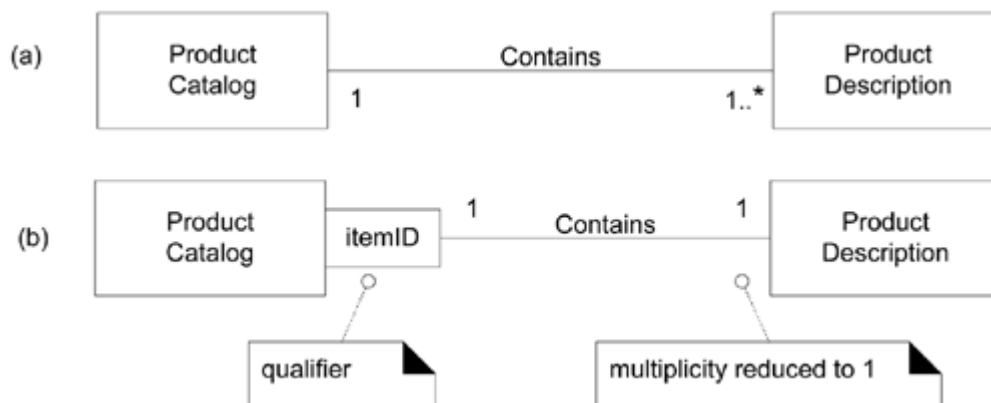 (a)
Product
Catalog
Contains
1
1..*
Product
Description
(b)
Product
Catalog
itemID
1
Contains
1
Product
Description
qualifier
multiplicity reduced to 1